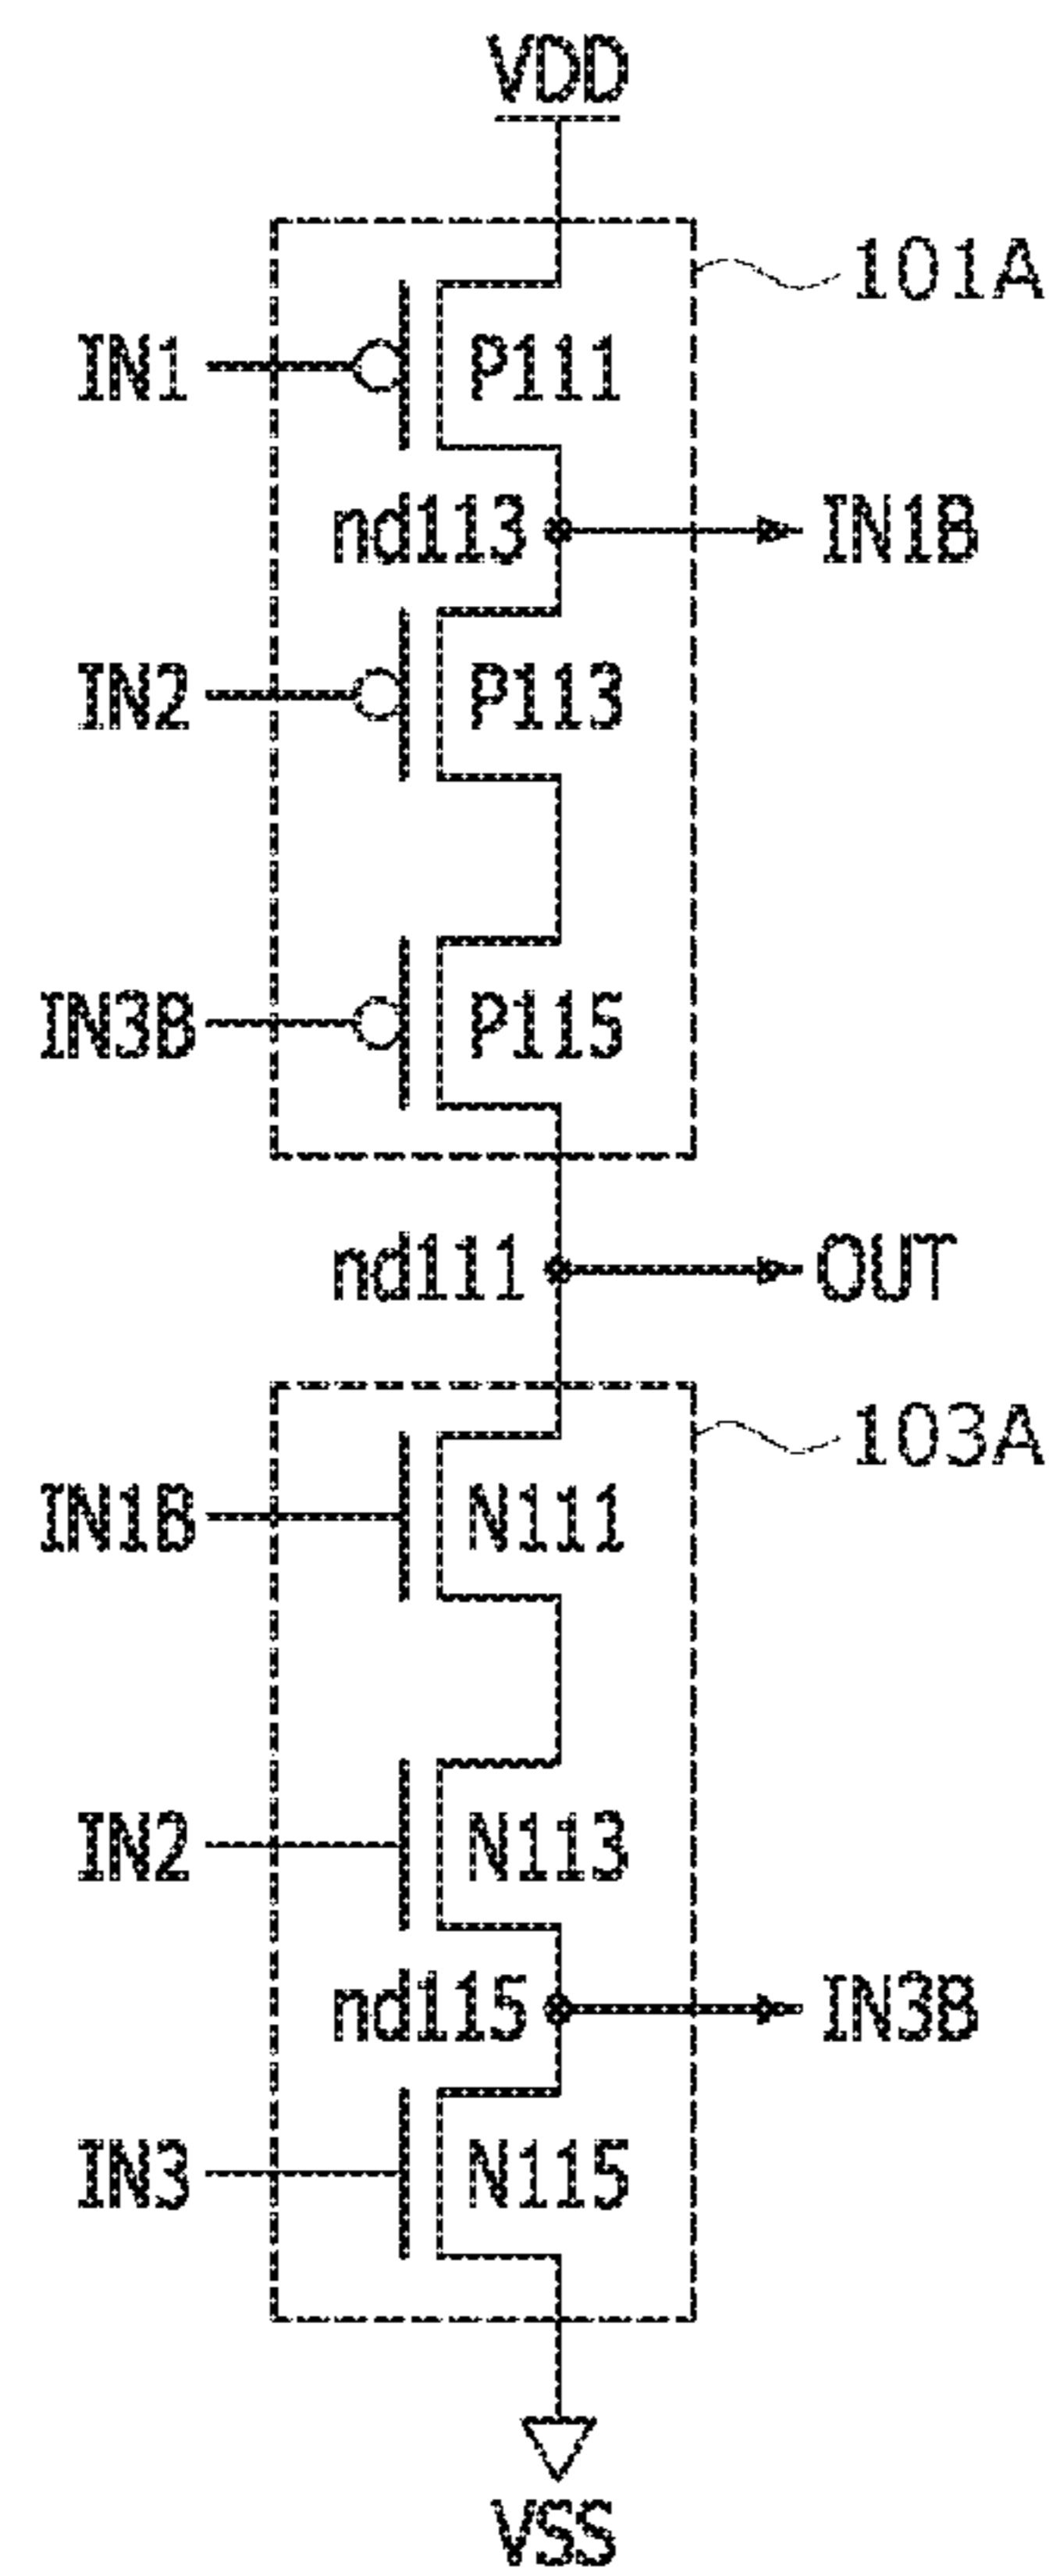 VDD
101A
IN1 P111
nd113 IN1B
IN2 P113
IN3B P115
nd111 OUT
103A
IN1B N111
IN2 N113
nd115 IN3B
IN3 N115
VSS